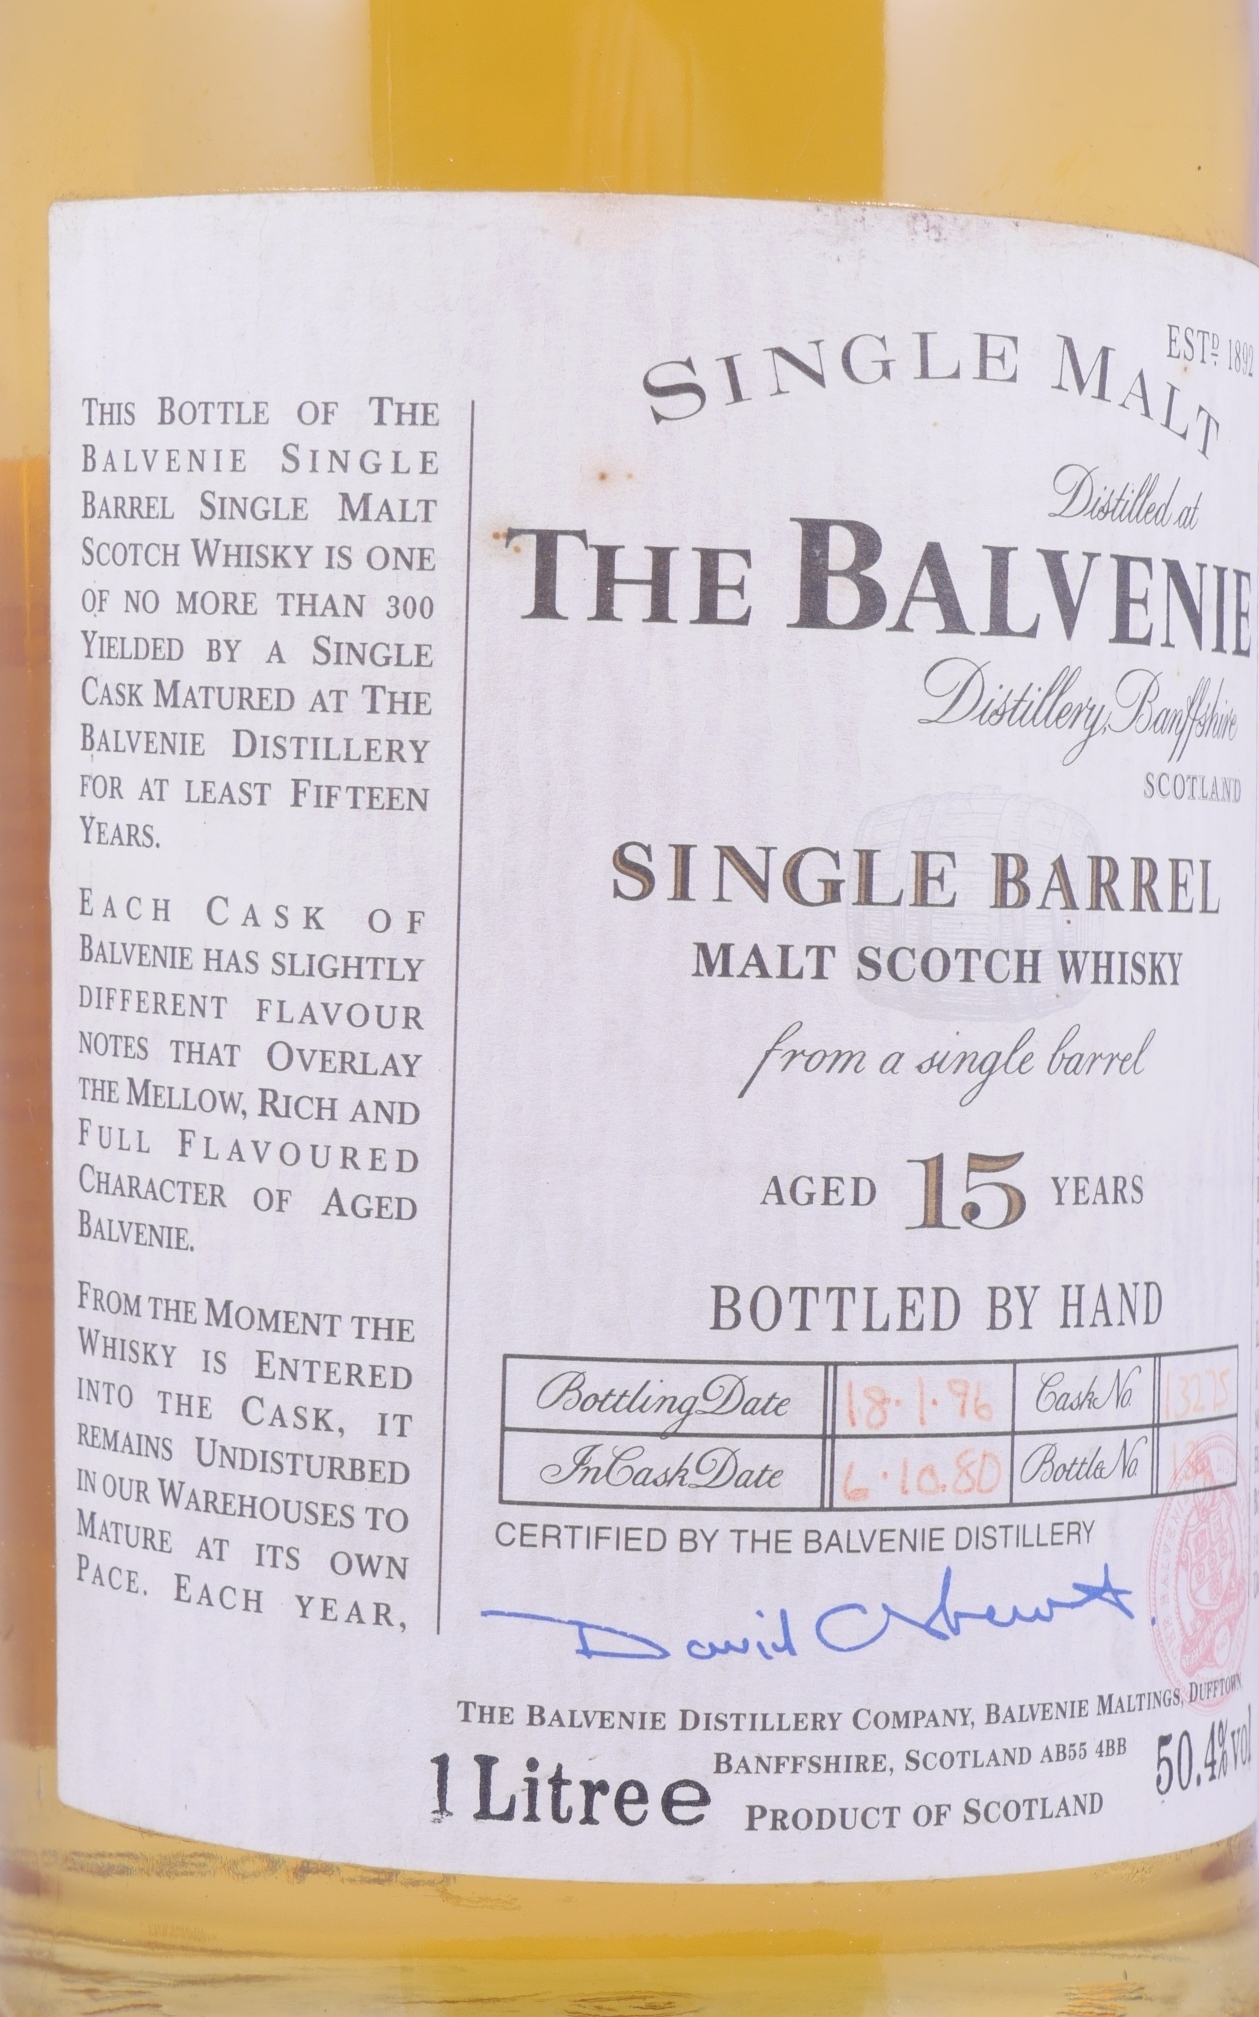 THIS BOTTLE OF THE
BALVENIE SINGLE
BARREL SINGLE MALT
SCOTCH WHISKY IS ONE
OF NO MORE THAN 300
YIELDED BY A SINGLE
CASK MATURED AT THE
BALVENIE DISTILLERY
FOR AT LEAST FIFTEEN
YEARS.
EACH CASK OF
BALVENIE HAS SLIGHTLY
DIFFERENT FLAVOUR
NOTES THAT OVERLAY
THE MELLOW, RICH AND
FULL FLAVOURED
CHARACTER OF AGED
BALVENIE.
FROM THE MOMENT THE
WHISKY IS ENTERED
INTO THE CASK, IT
REMAINS UNDISTURBED
IN OUR WAREHOUSES TO
MATURE AT ITS OWN
PACE. EACH YEAR,
ESTD 1892
SINGLE MALT
Distilled at
THE BALVENIE
Distillery, Banffshire
SCOTLAND
SINGLE BARREL
MALT SCOTCH WHISKY
from a single barrel
AGED 15 YEARS
BOTTLED BY HAND
Bottling Date 18·1·96 Cask No. 13275
In Cask Date 6·10.80 Bottle No.
CERTIFIED BY THE BALVENIE DISTILLERY
David
THE BALVENIE DISTILLERY COMPANY, BALVENIE MALTINGS, DUFFTOWN
BANFFSHIRE, SCOTLAND AB55 4BB
1 Litre e PRODUCT OF SCOTLAND 50.4% vol